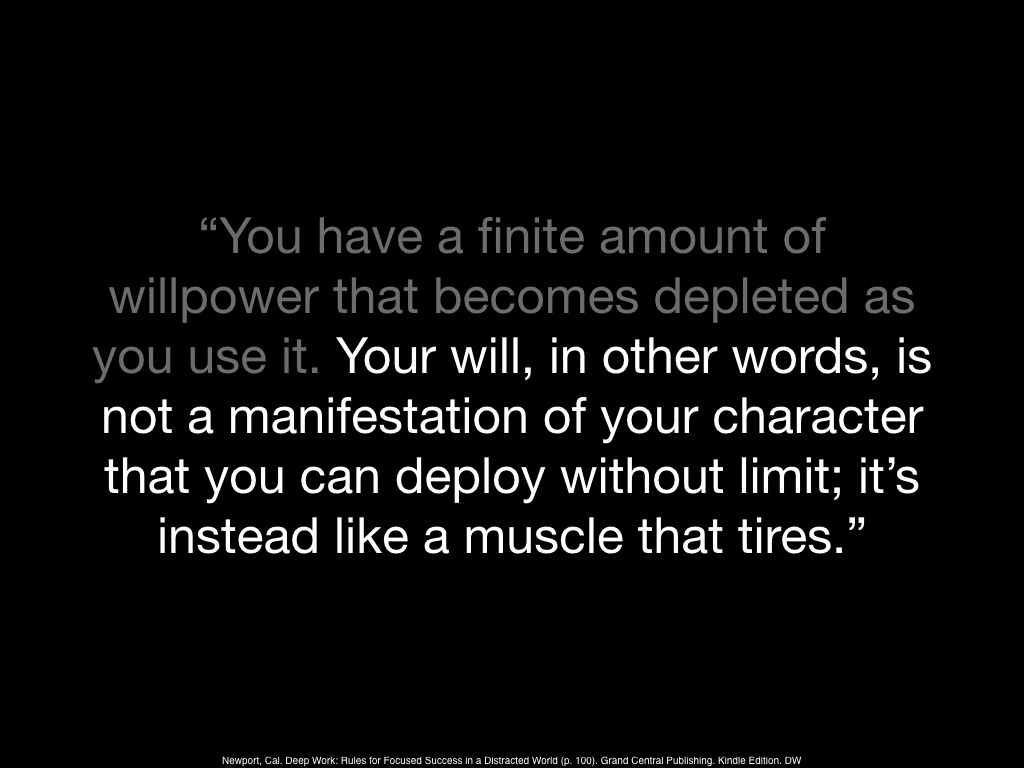 “You have a finite amount of
willpower that becomes depleted as
you use it. Your will, in other words, is
not a manifestation of your character
that you can deploy without limit; it’s
instead like a muscle that tires.”
Newport, Cal. Deep Work: Rules for Focused Success in a Distracted World (p. 100). Grand Central Publishing. Kindle Edition. DW